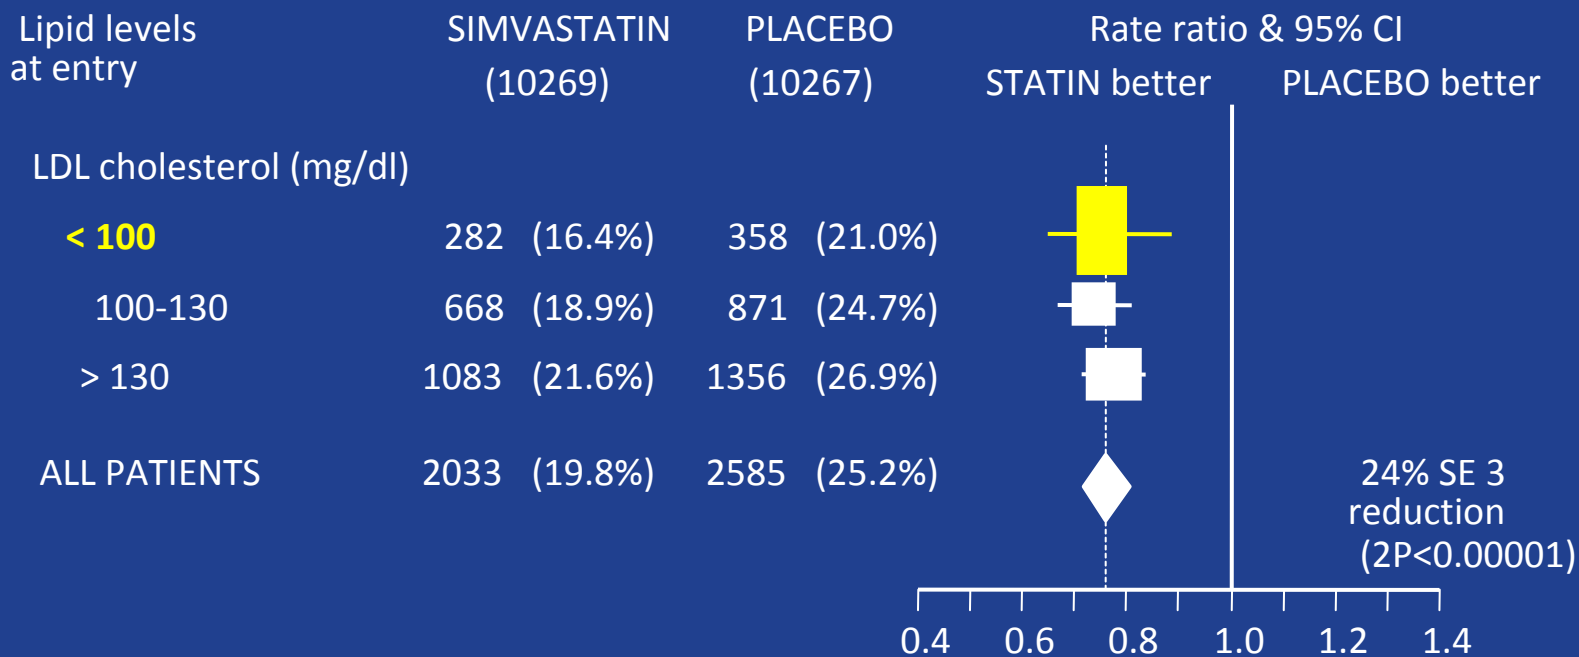 Lipid levels at entry SIMVASTATIN (10269) PLACEBO (10267) Rate ratio & 95% CI
STATIN better PLACEBO better
LDL cholesterol (mg/dl)
< 100 282 (16.4%) 358 (21.0%)
100-130 668 (18.9%) 871 (24.7%)
> 130 1083 (21.6%) 1356 (26.9%)
ALL PATIENTS 2033 (19.8%) 2585 (25.2%) 24% SE 3
reduction
(2P<0.00001)
0.4 0.6 0.8 1.0 1.2 1.4